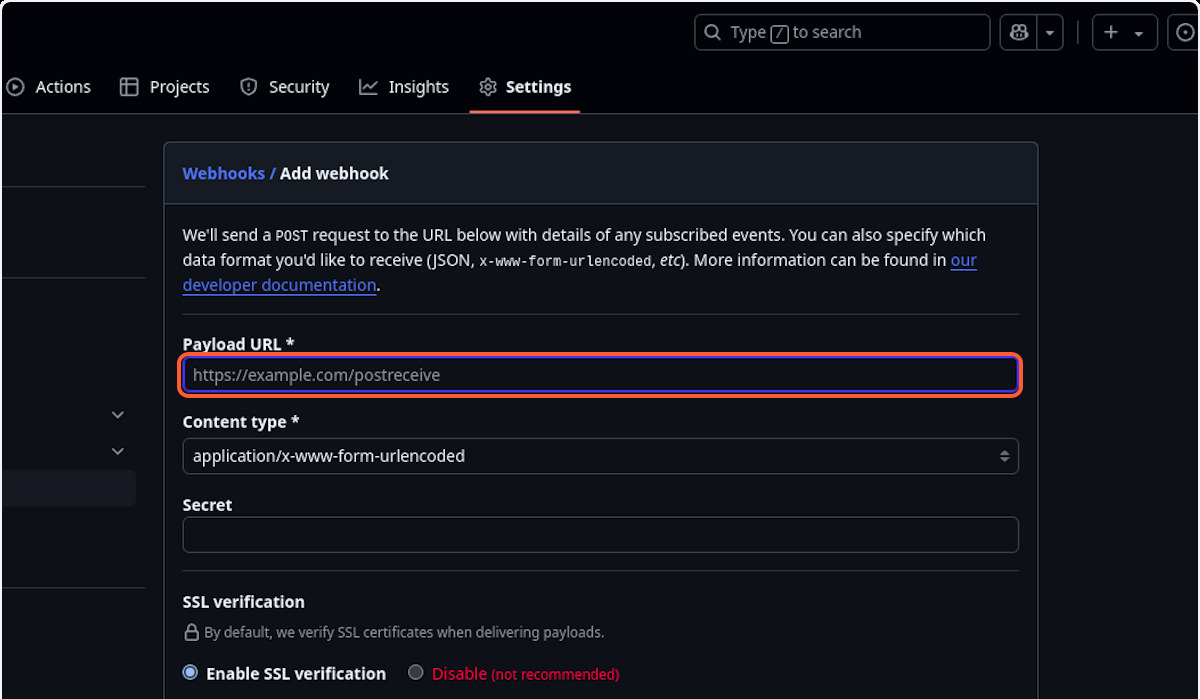 Type / to search
Actions Projects Security Insights Settings
Webhooks / Add webhook
We'll send a POST request to the URL below with details of any subscribed events. You can also specify which
data format you'd like to receive (JSON, x-www-form-urlencoded, etc). More information can be found in our
developer documentation.
Payload URL *
https://example.com/postreceive
Content type *
application/x-www-form-urlencoded
Secret
SSL verification
By default, we verify SSL certificates when delivering payloads.
Enable SSL verification Disable (not recommended)